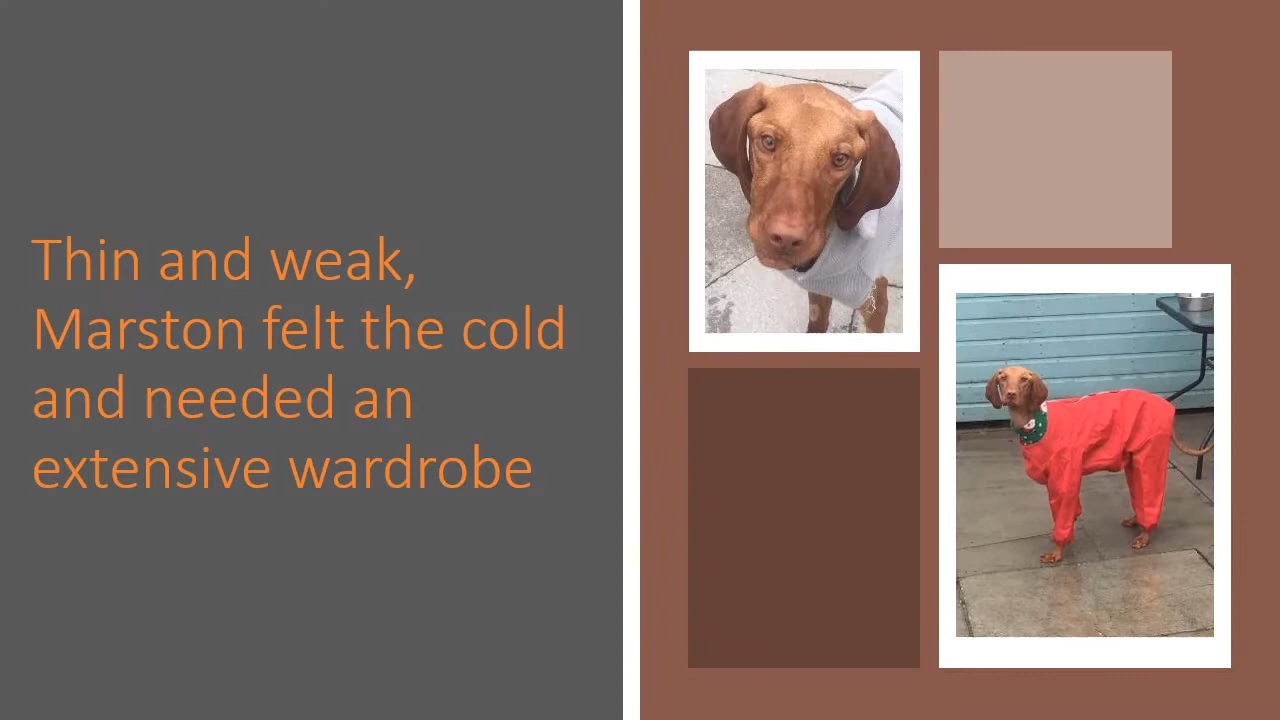 Thin and weak,
Marston felt the cold
and needed an
extensive wardrobe